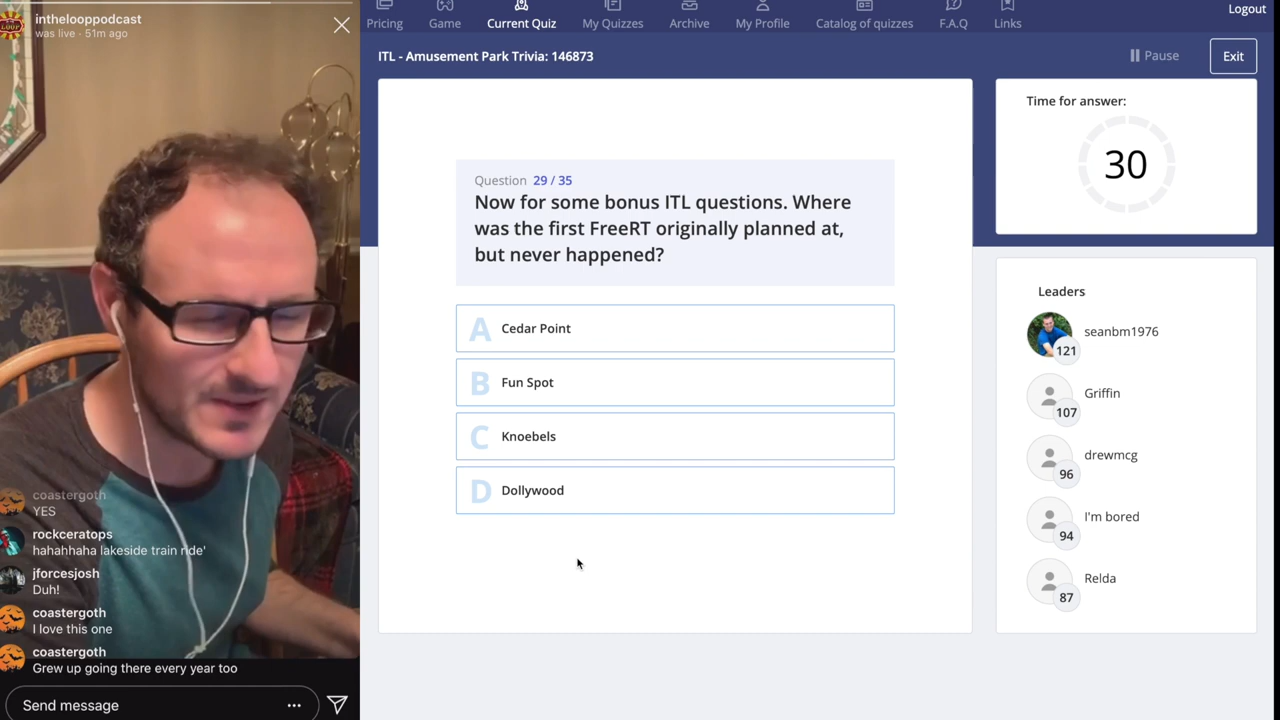 intheloop​podcast
was live · 51m ago
LOOP
coastergoth
YES
rockceratops
hahahhaha lakeside train ride'
jforcesjosh
Duh!
coastergoth
I love this one
coastergoth
Grew up going there every year too
Send message
Pricing
Game
Current Quiz
My Quizzes
Archive
My Profile
Catalog of quizzes
F.A.Q
Links
Logout
ITL - Amusement Park Trivia: 146873
Pause
Exit
Question 29 / 35
Now for some bonus ITL questions. Where
was the first FreeRT originally planned at,
but never happened?
A Cedar Point
B Fun Spot
C Knoebels
D Dollywood
Time for answer:
30
Leaders
seanbm1976
121
Griffin
107
drewmcg
96
I'm bored
94
Relda
87